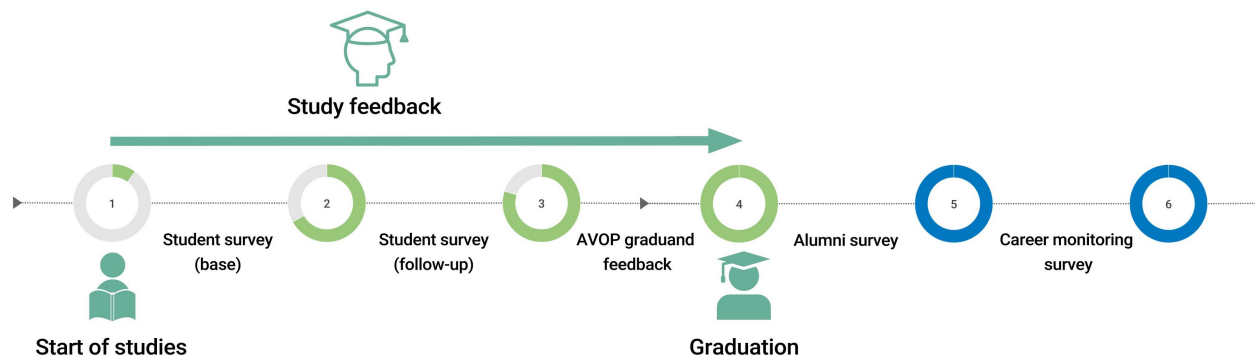 Study feedback
1
2
3
4
5
6
Student survey
(base)
Student survey
(follow-up)
AVOP graduand
feedback
Alumni survey
Career monitoring
survey
Start of studies
Graduation